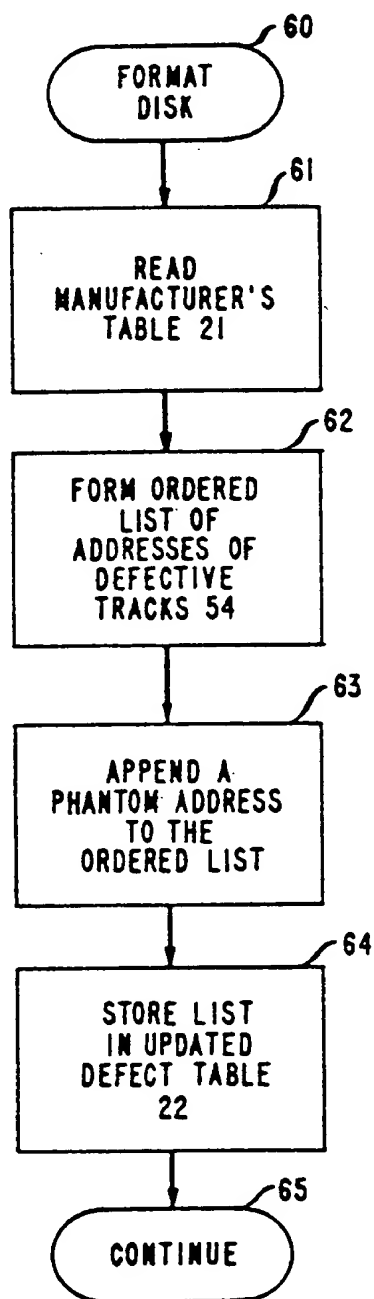 60
FORMAT
DISK
61
READ
MANUFACTURER'S
TABLE 21
62
FORM ORDERED
LIST OF
ADDRESSES OF
DEFECTIVE
TRACKS 54
63
APPEND A
PHANTOM ADDRESS
TO THE
ORDERED LIST
64
STORE LIST
IN UPDATED
DEFECT TABLE
22
65
CONTINUE